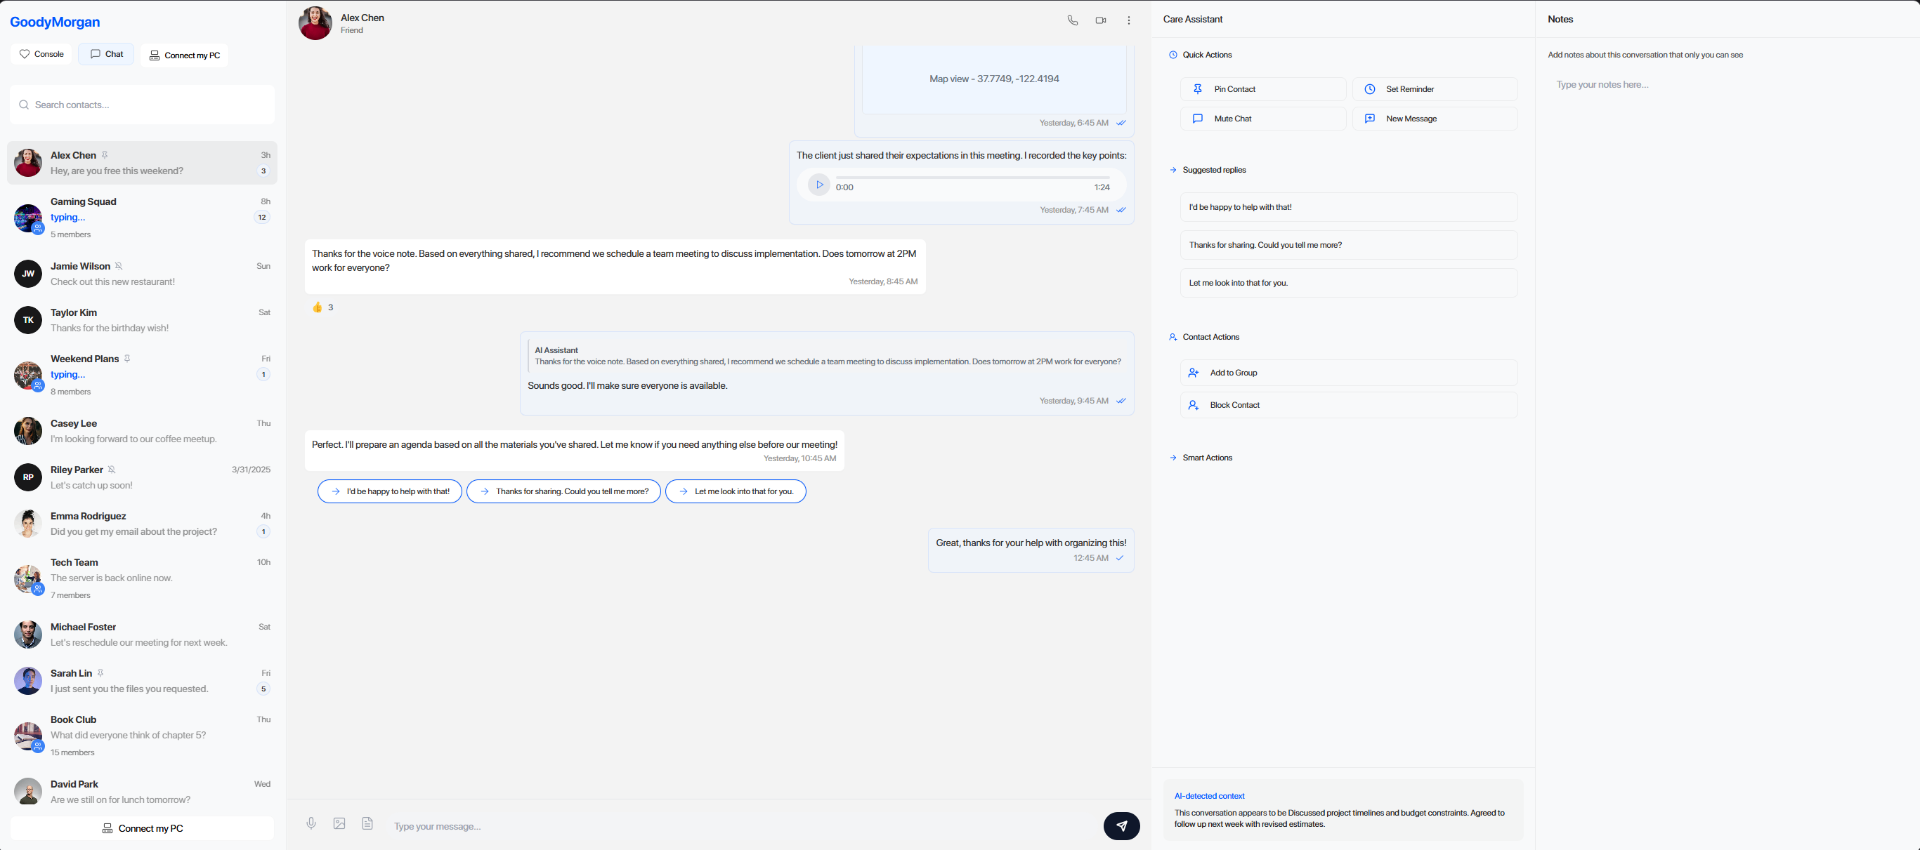 GoodyMorgan
Console
Chat
Connect my PC
Search contacts...
Alex Chen
3h
Hey, are you free this weekend?
3
Gaming Squad
8h
typing...
12
5 members
JW
Jamie Wilson
Sun
Check out this new restaurant!
TK
Taylor Kim
Sat
Thanks for the birthday wish!
Weekend Plans
Fri
typing...
1
8 members
Casey Lee
Thu
I'm looking forward to our coffee meetup.
RP
Riley Parker
3/31/2025
Let's catch up soon!
Emma Rodriguez
4h
Did you get my email about the project?
1
Tech Team
10h
The server is back online now.
7 members
Michael Foster
Sat
Let's reschedule our meeting for next week.
Sarah Lin
Fri
I just sent you the files you requested.
5
Book Club
Thu
What did everyone think of chapter 5?
15 members
David Park
Wed
Are we still on for lunch tomorrow?
Connect my PC
Alex Chen
Friend
Map view - 37.7749, -122.4194
Yesterday, 6:45 AM
The client just shared their expectations in this meeting. I recorded the key points:
0:00
1:24
Yesterday, 7:45 AM
Thanks for the voice note. Based on everything shared, I recommend we schedule a team meeting to discuss implementation. Does tomorrow at 2PM
work for everyone?
Yesterday, 8:45 AM
👍 3
AI Assistant
Thanks for the voice note. Based on everything shared, I recommend we schedule a team meeting to discuss implementation. Does tomorrow at 2PM work for everyone?
Sounds good. I'll make sure everyone is available.
Yesterday, 9:45 AM
Perfect. I'll prepare an agenda based on all the materials you've shared. Let me know if you need anything else before our meeting!
Yesterday, 10:45 AM
I'd be happy to help with that!
Thanks for sharing. Could you tell me more?
Let me look into that for you.
Great, thanks for your help with organizing this!
12:45 AM
Type your message...
Care Assistant
Quick Actions
Pin Contact
Set Reminder
Mute Chat
New Message
Suggested replies
I'd be happy to help with that!
Thanks for sharing. Could you tell me more?
Let me look into that for you.
Contact Actions
Add to Group
Block Contact
Smart Actions
AI-detected context
This conversation appears to be Discussed project timelines and budget constraints. Agreed to
follow up next week with revised estimates.
Notes
Add notes about this conversation that only you can see
Type your notes here...